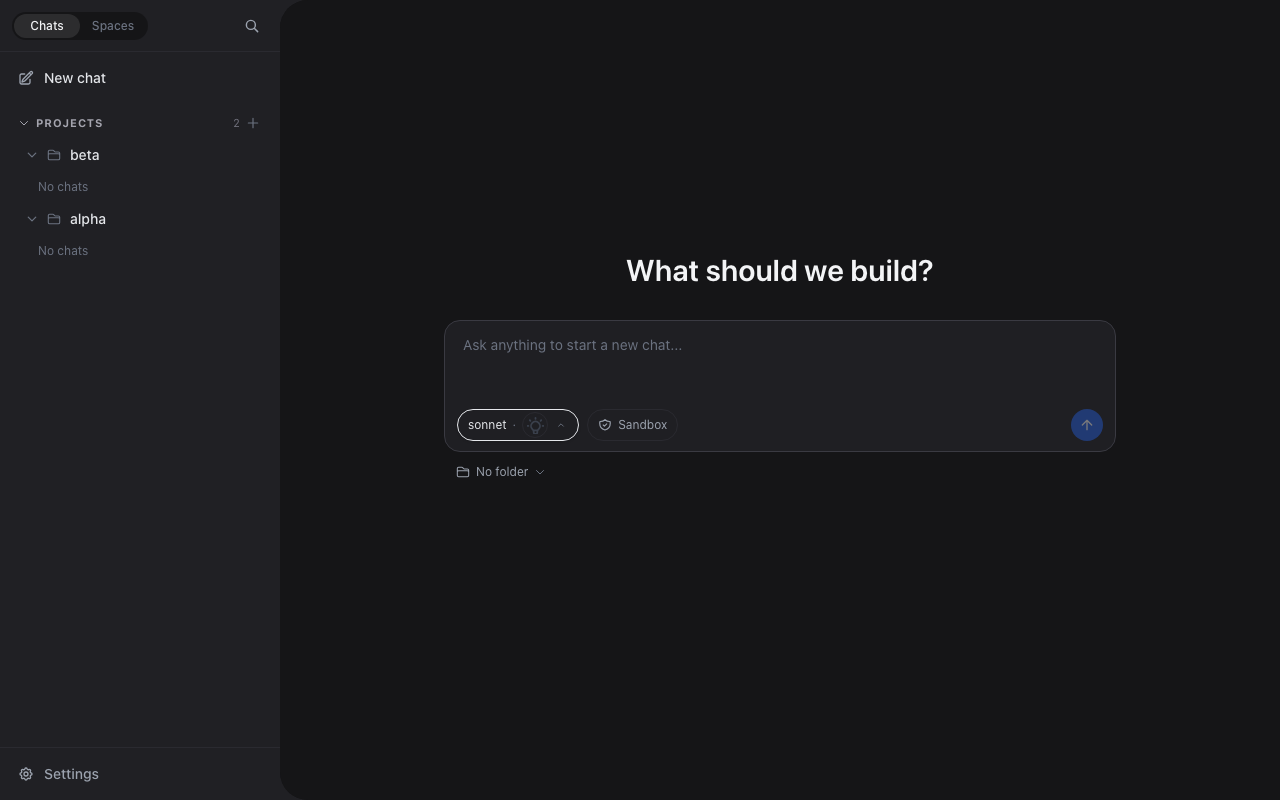 Chats Spaces
New chat
PROJECTS 2
beta
No chats
alpha
No chats
What should we build?
Ask anything to start a new chat...
sonnet · Sandbox
No folder
Settings